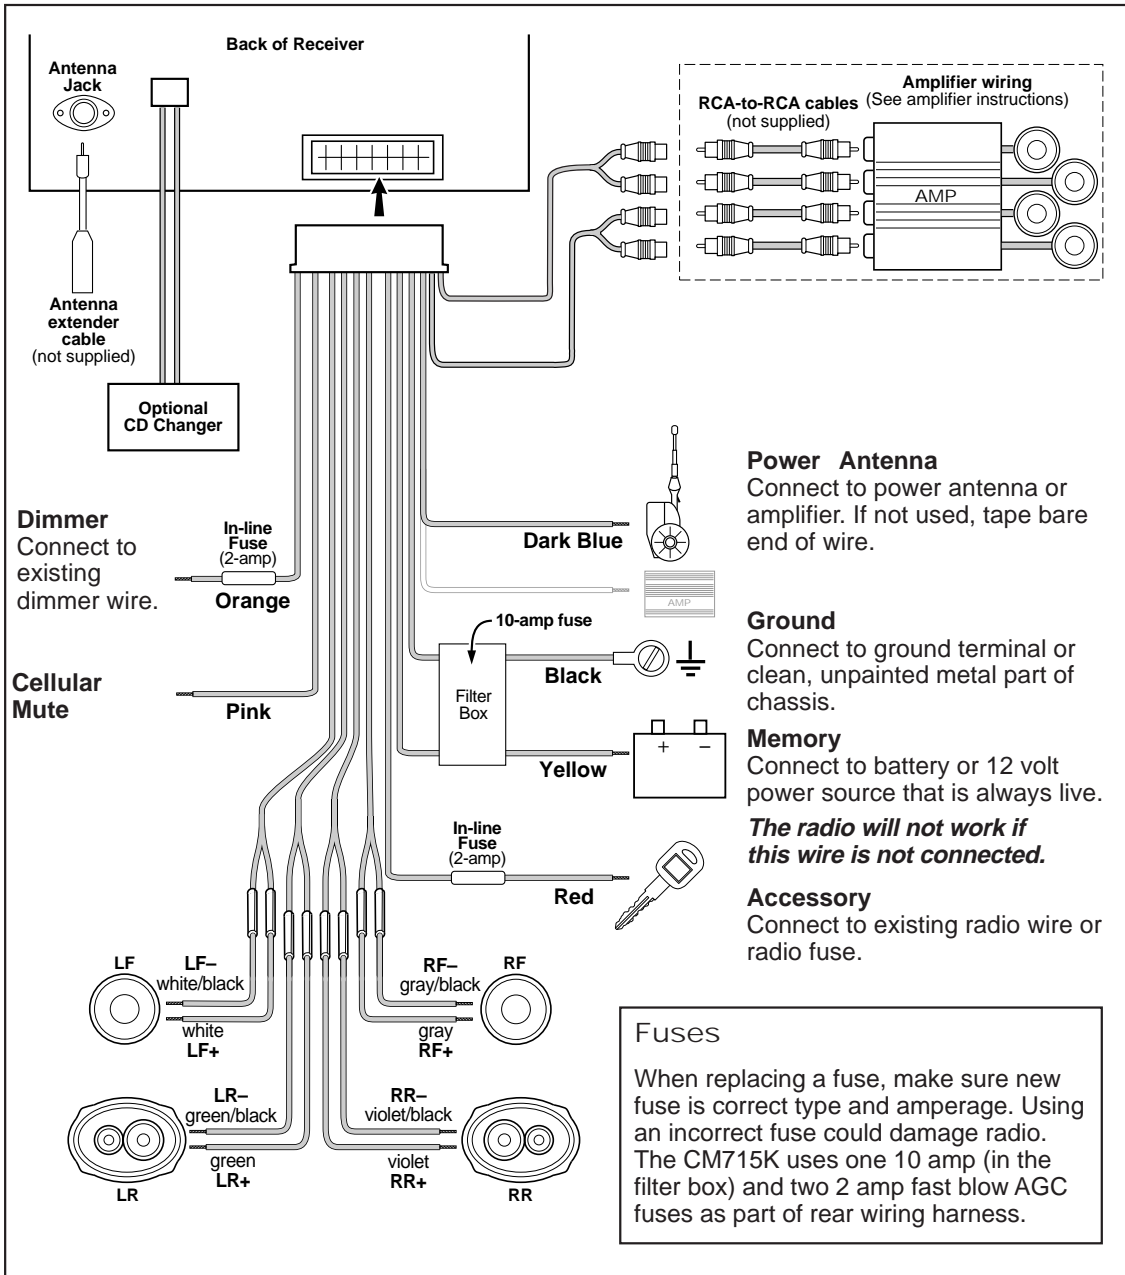 Back of Receiver
Antenna
Jack
Antenna
extender
cable
(not supplied)
Optional
CD Changer
RCA-to-RCA cables
(not supplied)
Amplifier wiring
(See amplifier instructions)
AMP
Dimmer
Connect to
existing
dimmer wire.
In-line
Fuse
(2-amp)
Orange
Cellular
Mute
Pink
Dark Blue
AMP
Power Antenna
Connect to power antenna or
amplifier. If not used, tape bare
end of wire.
10-amp fuse
Filter
Box
Black
Ground
Connect to ground terminal or
clean, unpainted metal part of
chassis.
Yellow
+ –
Memory
Connect to battery or 12 volt
power source that is always live.
The radio will not work if
this wire is not connected.
In-line
Fuse
(2-amp)
Red
Accessory
Connect to existing radio wire or
radio fuse.
LF
LF–
white/black
white
LF+
RF–
gray/black
gray
RF+
RF
LR–
green/black
green
LR+
LR
RR–
violet/black
violet
RR+
RR
Fuses
When replacing a fuse, make sure new
fuse is correct type and amperage. Using
an incorrect fuse could damage radio.
The CM715K uses one 10 amp (in the
filter box) and two 2 amp fast blow AGC
fuses as part of rear wiring harness.